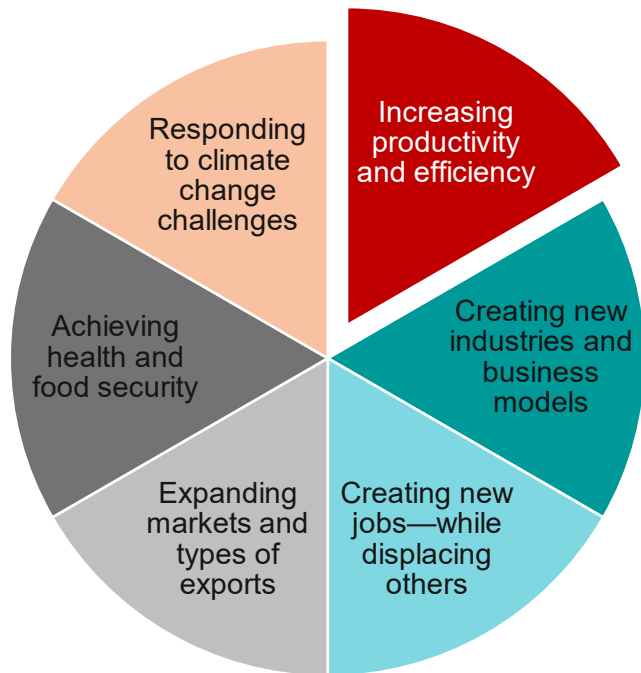 Increasing
productivity
and efficiency
Creating new
industries and
business
models
Creating new
jobs—while
displacing
others
Expanding
markets and
types of
exports
Achieving
health and
food security
Responding
to climate
change
challenges